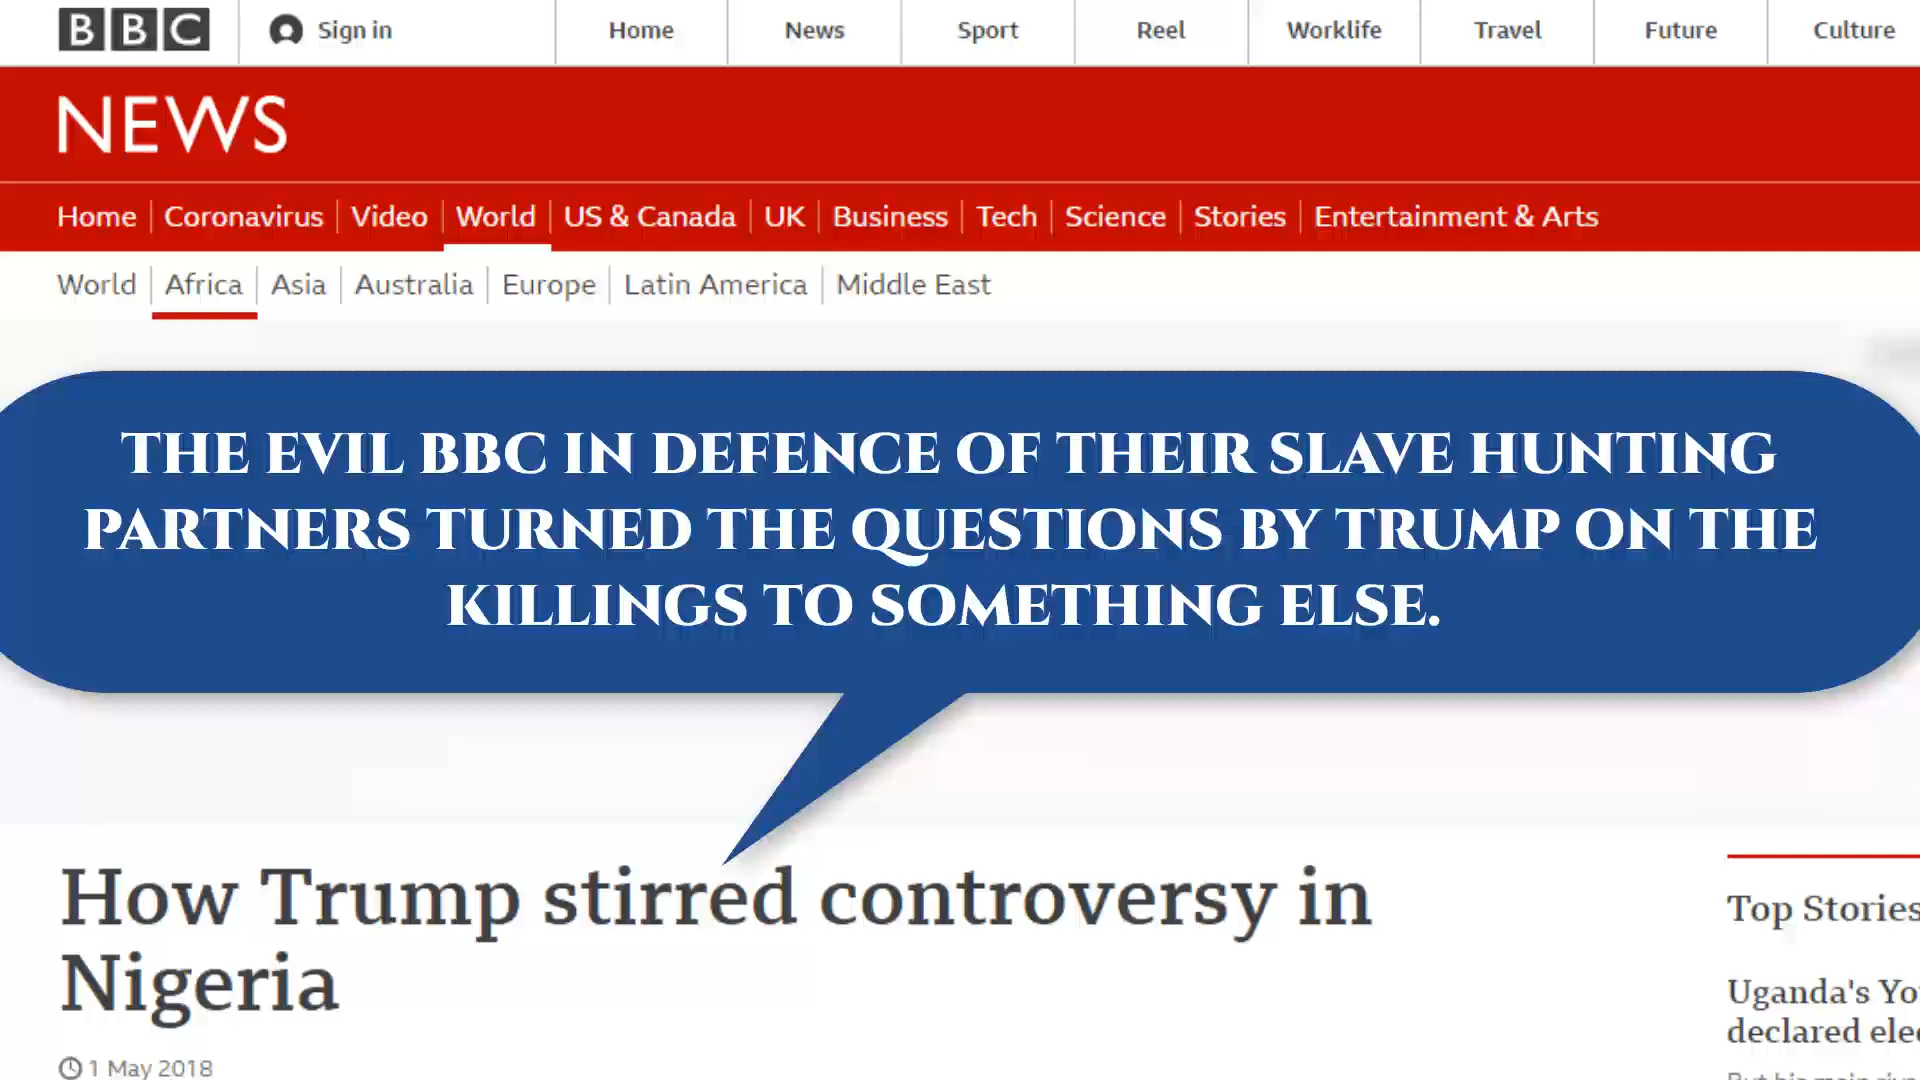 BBC Sign in Home News Sport Reel Worklife Travel Future Culture
NEWS
Home Coronavirus Video World US & Canada UK Business Tech Science Stories Entertainment & Arts
World Africa Asia Australia Europe Latin America Middle East
THE EVIL BBC IN DEFENCE OF THEIR SLAVE HUNTING
PARTNERS TURNED THE QUESTIONS BY TRUMP ON THE
KILLINGS TO SOMETHING ELSE.
How Trump stirred controversy in
Nigeria
1 May 2018
Top Stories
Uganda's
declared